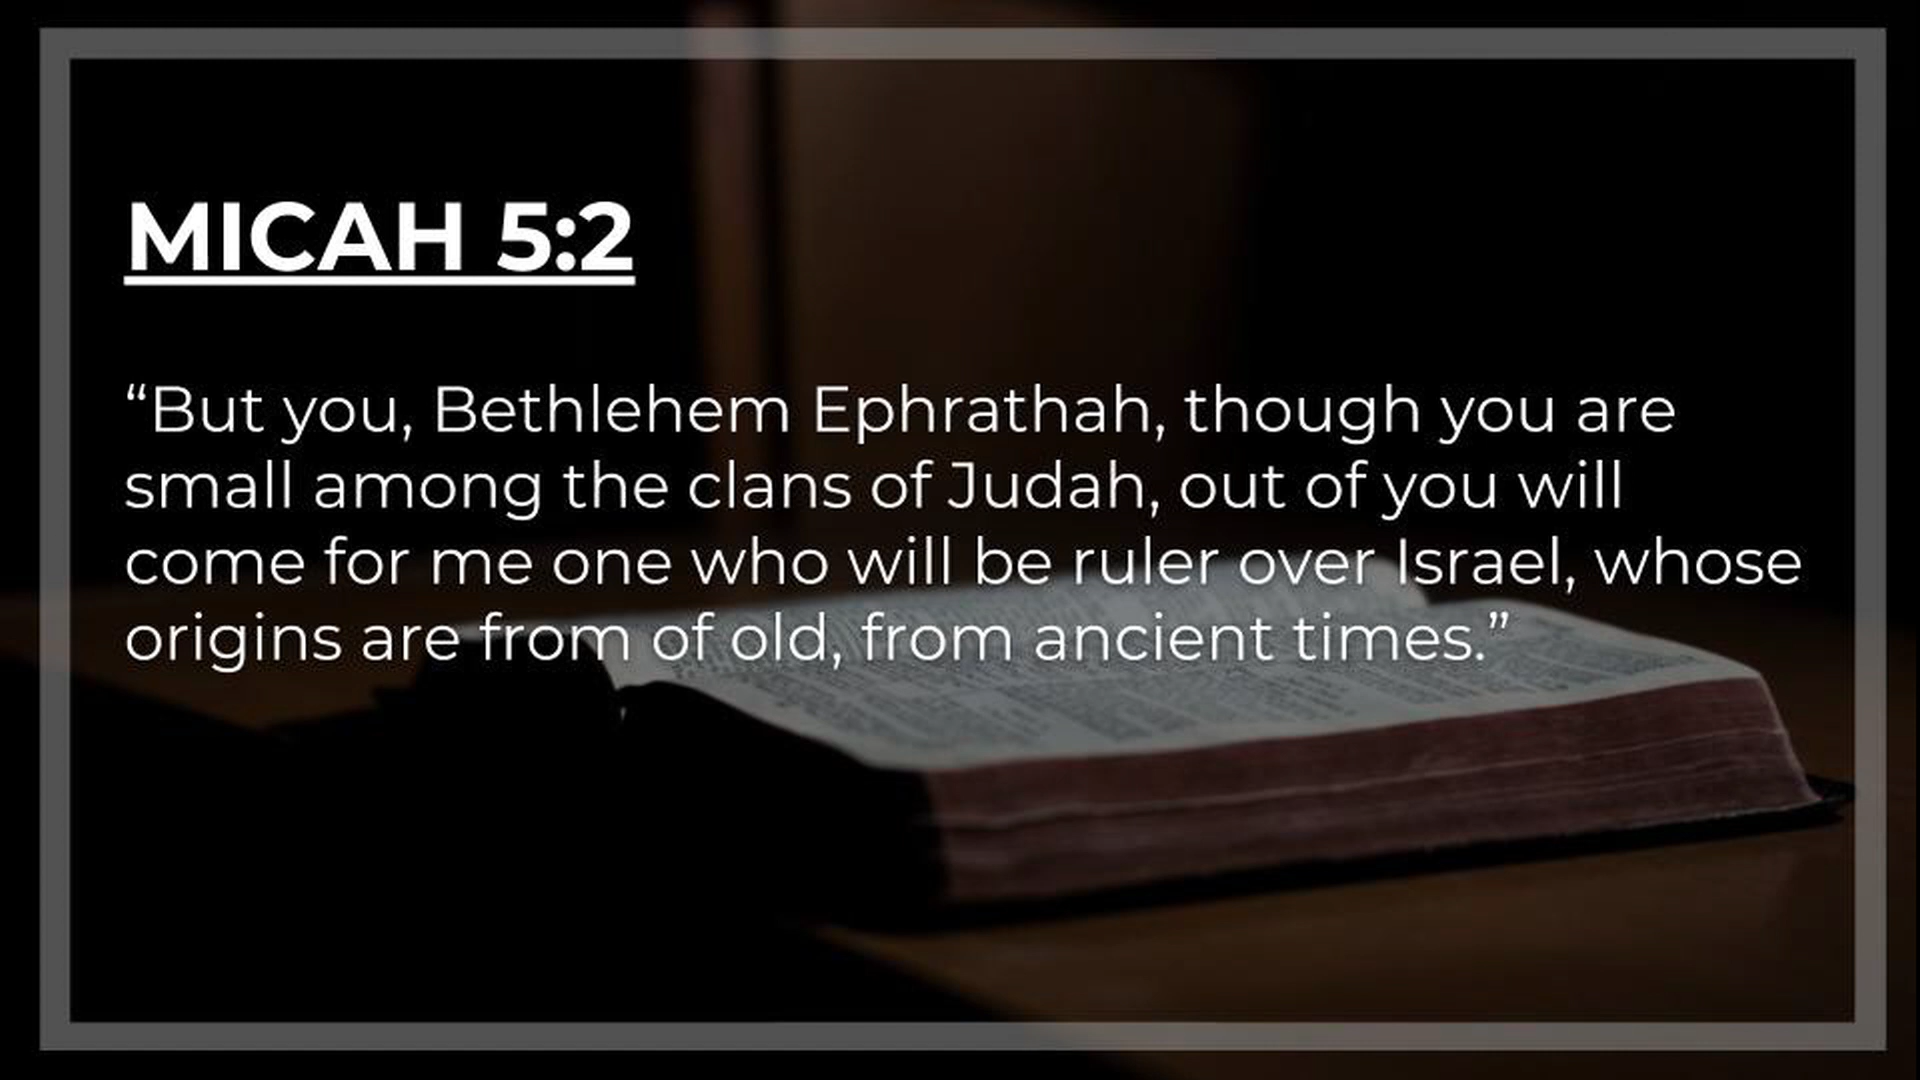 MICAH 5:2
“But you, Bethlehem Ephrathah, though you are
small among the clans of Judah, out of you will
come for me one who will be ruler over Israel, whose
origins are from of old, from ancient times.”